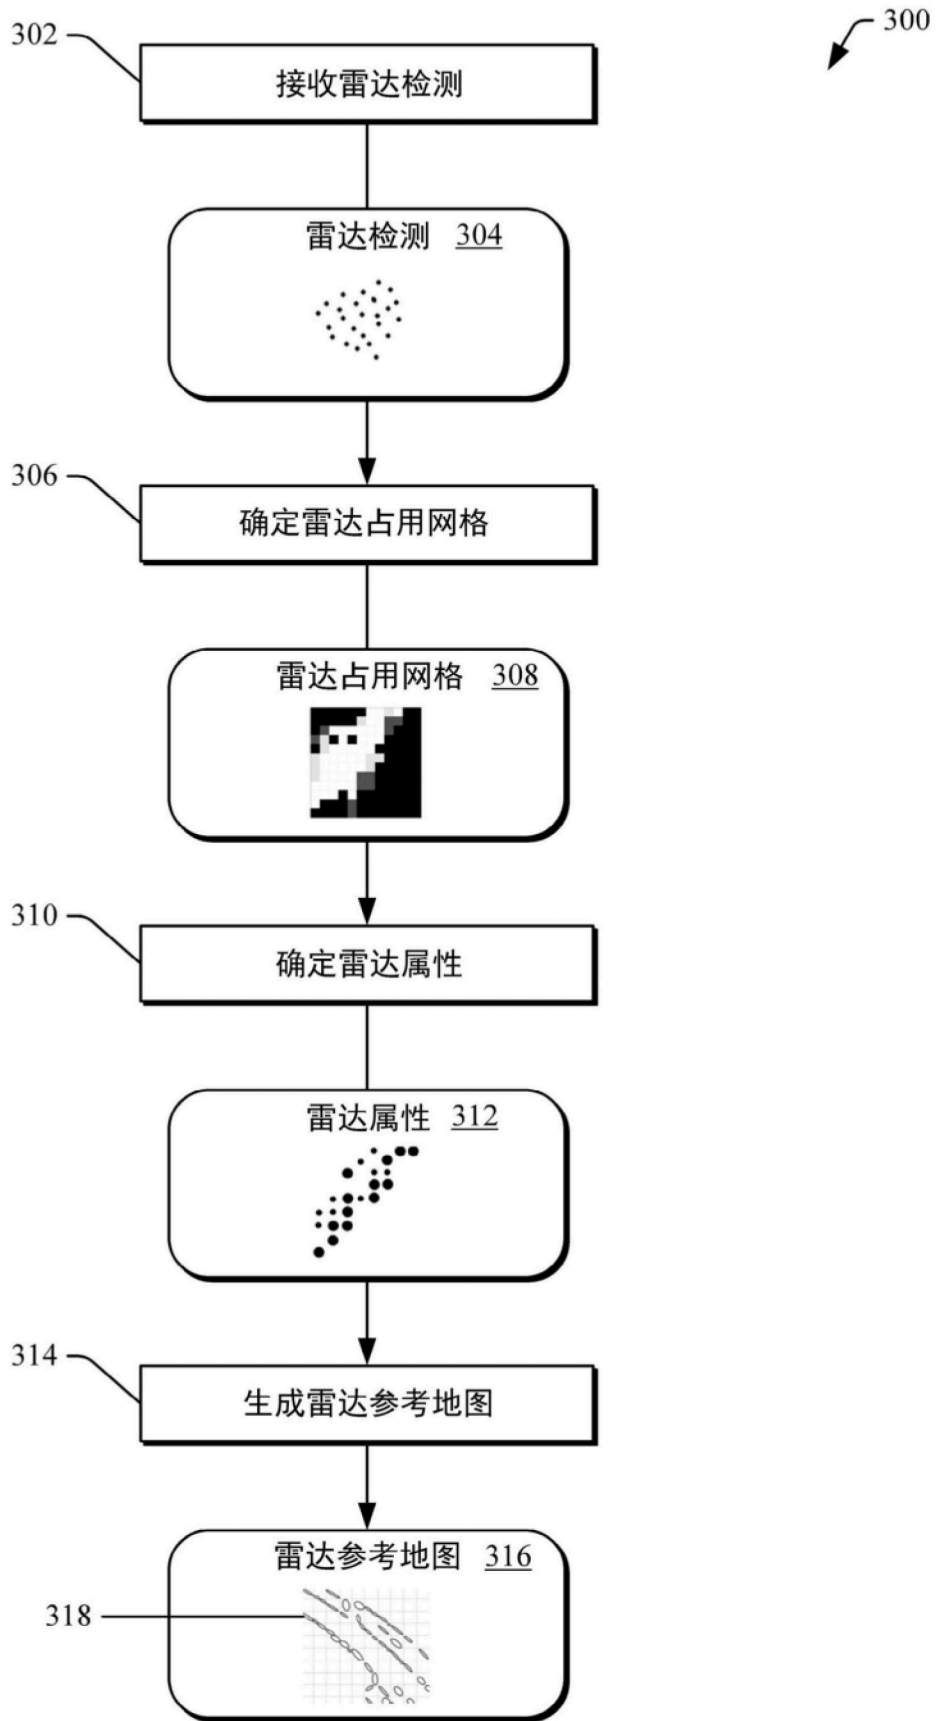 300
302
接收雷达检测
雷达检测 304
306
确定雷达占用网格
雷达占用网格 308
310
确定雷达属性
雷达属性 312
314
生成雷达参考地图
雷达参考地图 316
318